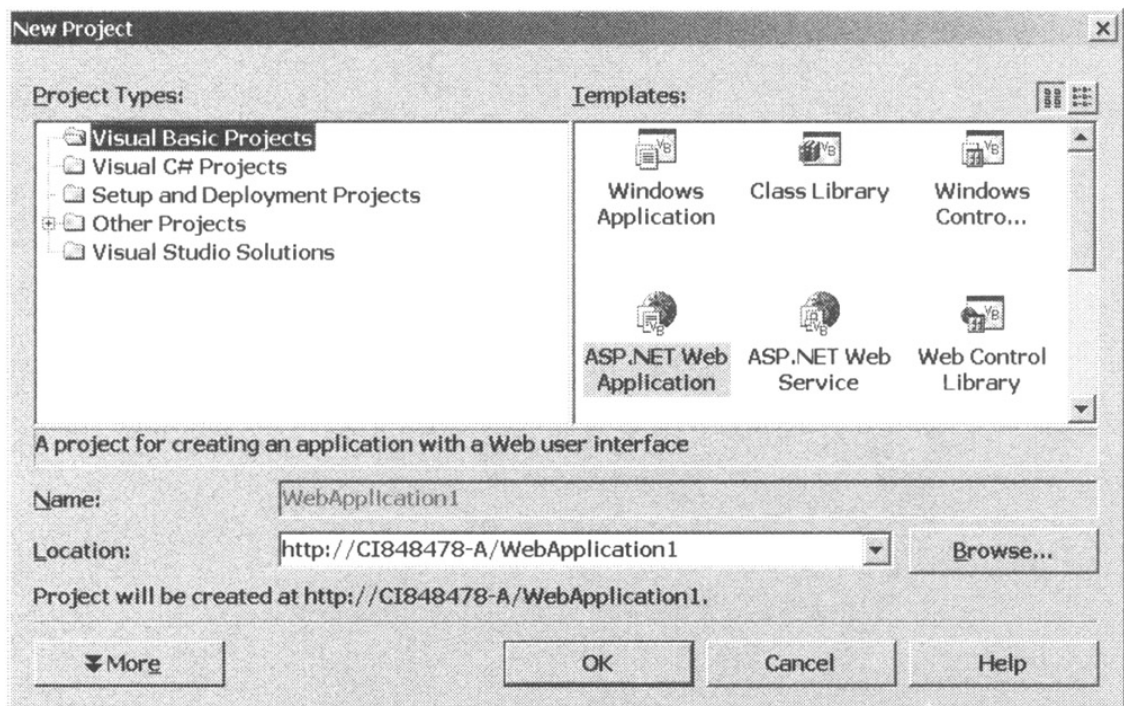 New Project
Project Types:
Templates:
Visual Basic Projects
Visual C# Projects
Setup and Deployment Projects
Other Projects
Visual Studio Solutions
Windows
Application
Class Library
Windows
Contro...
ASP.NET Web
Application
ASP.NET Web
Service
Web Control
Library
A project for creating an application with a Web user interface
Name:
WebApplication1
Location:
http://CI848478-A/WebApplication1
Browse...
Project will be created at http://CI848478-A/WebApplication1.
More
OK
Cancel
Help